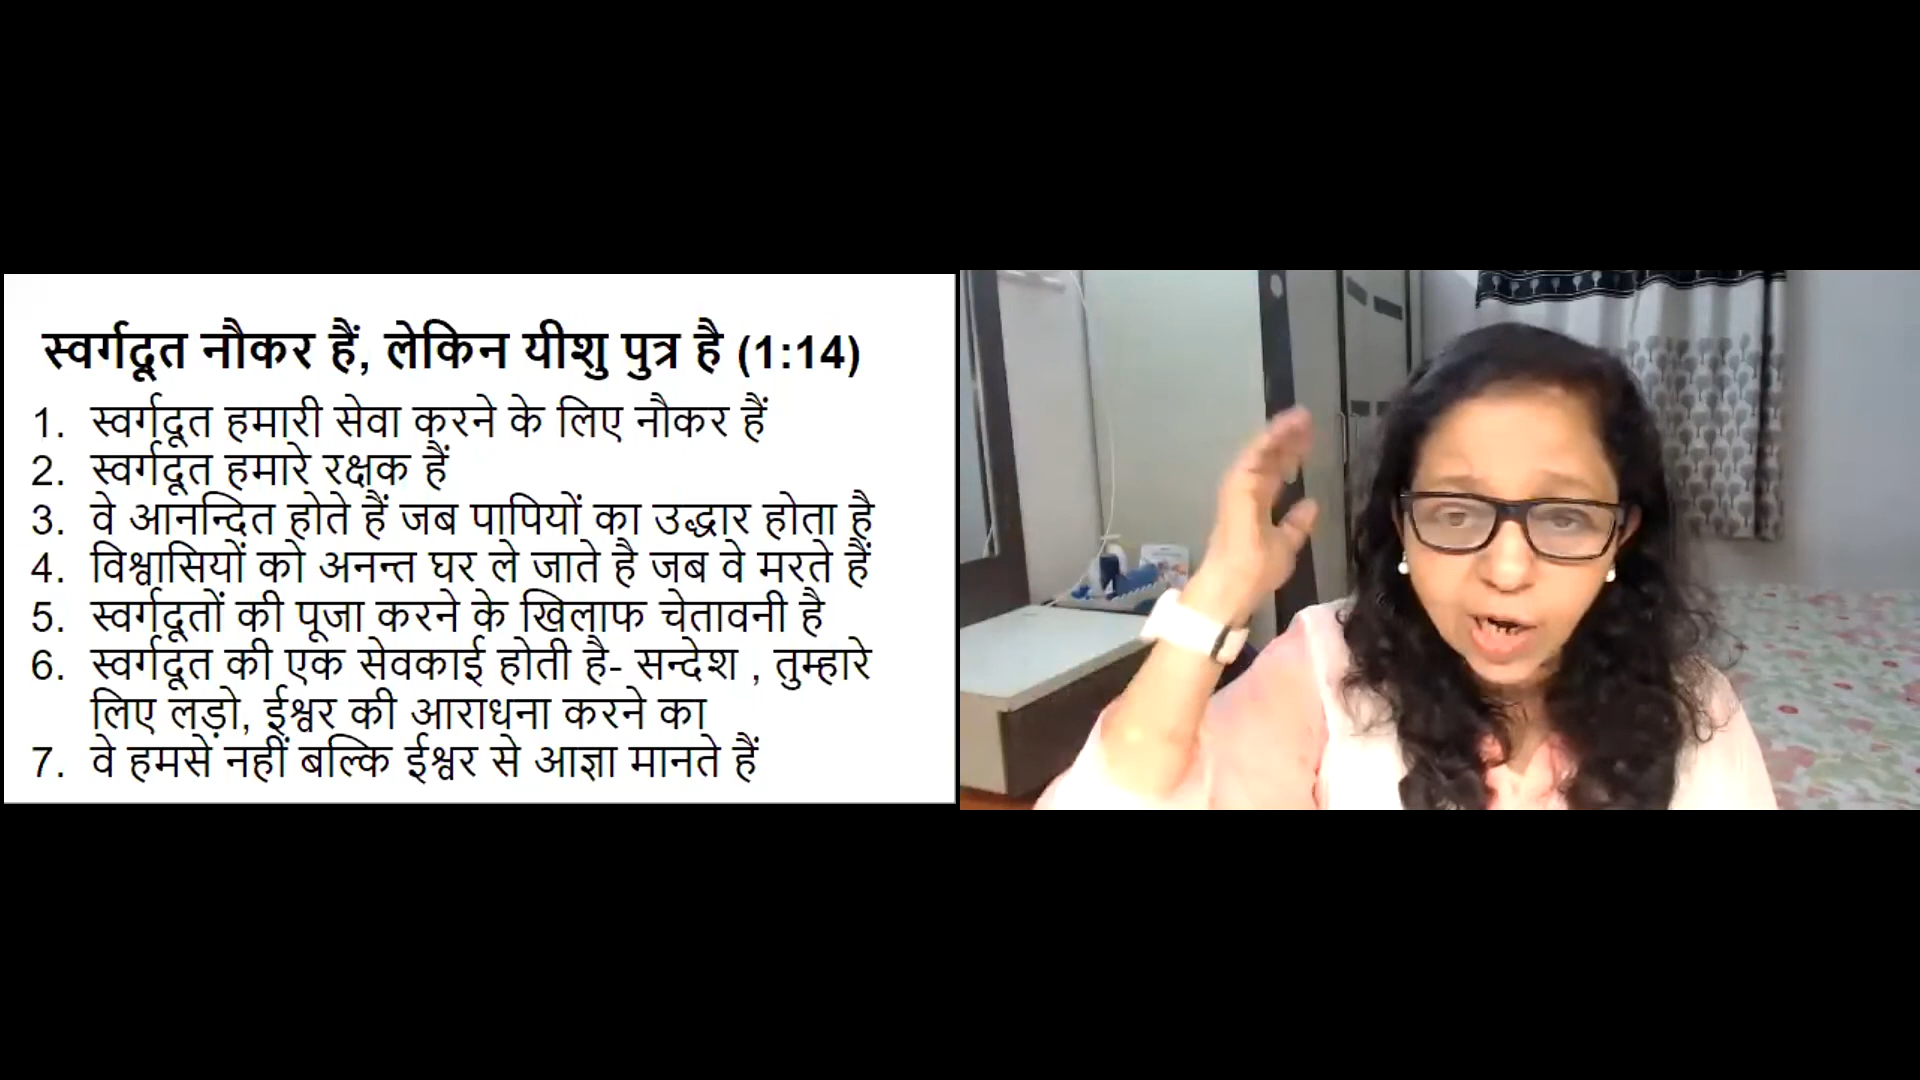 स्वर्गदूत नौकर हैं, लेकिन यीशु पुत्र है (1:14)
1. स्वर्गदूत हमारी सेवा करने के लिए नौकर हैं
2. स्वर्गदूत हमारे रक्षक हैं
3. वे आनन्दित होते हैं जब पापियों का उद्धार होता है
4. विश्वासियों को अनन्त घर ले जाते है जब वे मरते हैं
5. स्वर्गदूतों की पूजा करने के खिलाफ चेतावनी है
6. स्वर्गदूत की एक सेवकाई होती है- सन्देश , तुम्हारे
लिए लड़ो, ईश्वर की आराधना करने का
7. वे हमसे नहीं बल्कि ईश्वर से आज्ञा मानते हैं